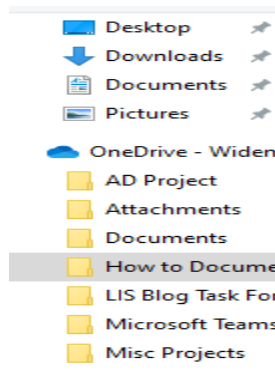 Desktop
Downloads
Documents
Pictures
OneDrive - Widen
AD Project
Attachments
Documents
How to Docume
LIS Blog Task For
Microsoft Teams
Misc Projects